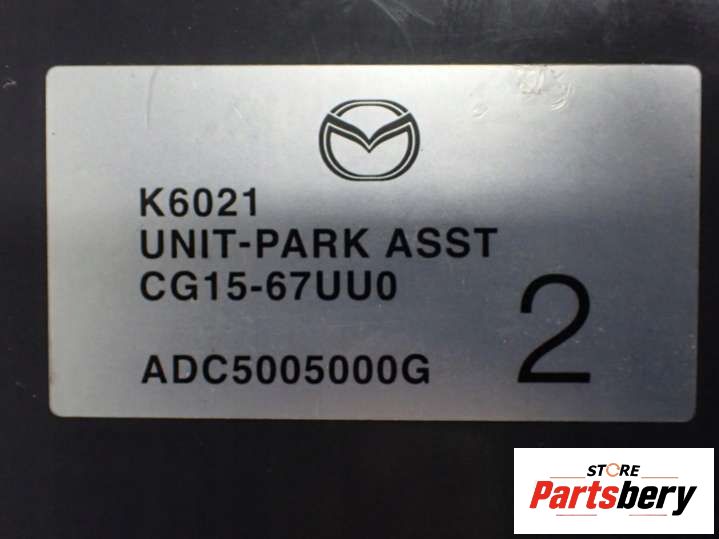 K6021
UNIT-PARK ASST
CG15-67UU0
ADC5005000G
2
STORE
Partsbery